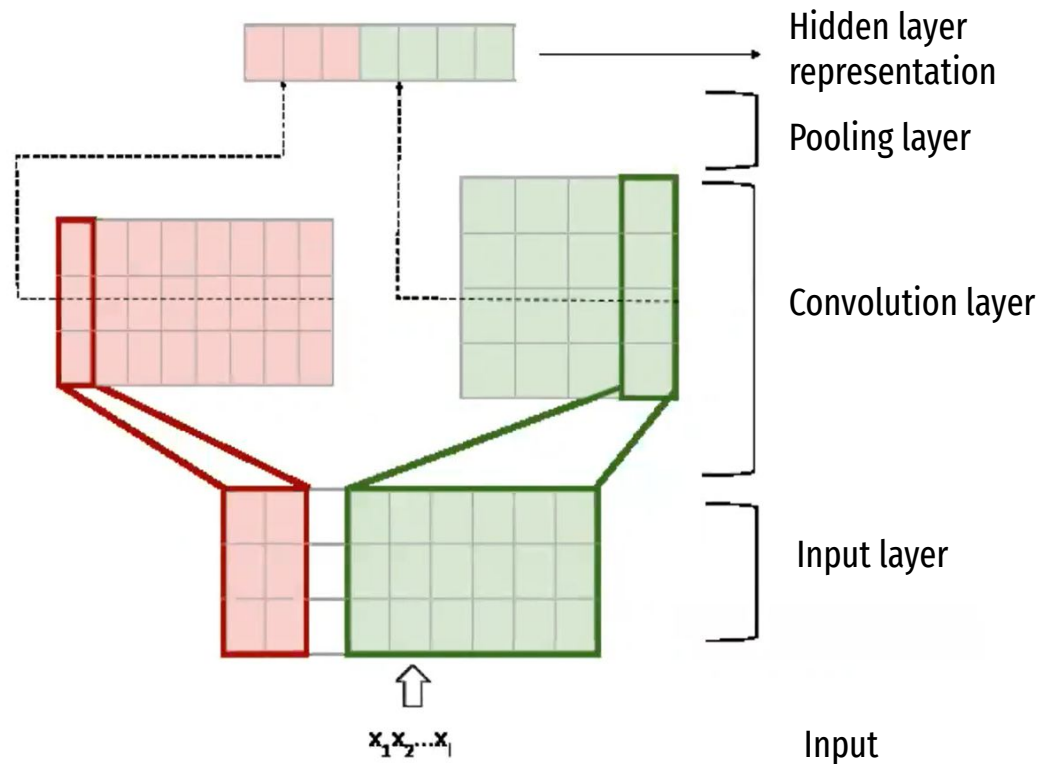 Hidden layer
representation
Pooling layer
Convolution layer
Input layer
x₁x₂...xₗ
Input